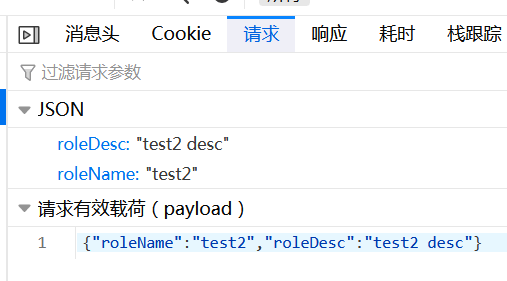 消息头 Cookie 请求 响应 耗时 栈跟踪
过滤请求参数
JSON
roleDesc: "test2 desc"
roleName: "test2"
请求有效载荷（payload）
1 {"roleName":"test2","roleDesc":"test2 desc"}